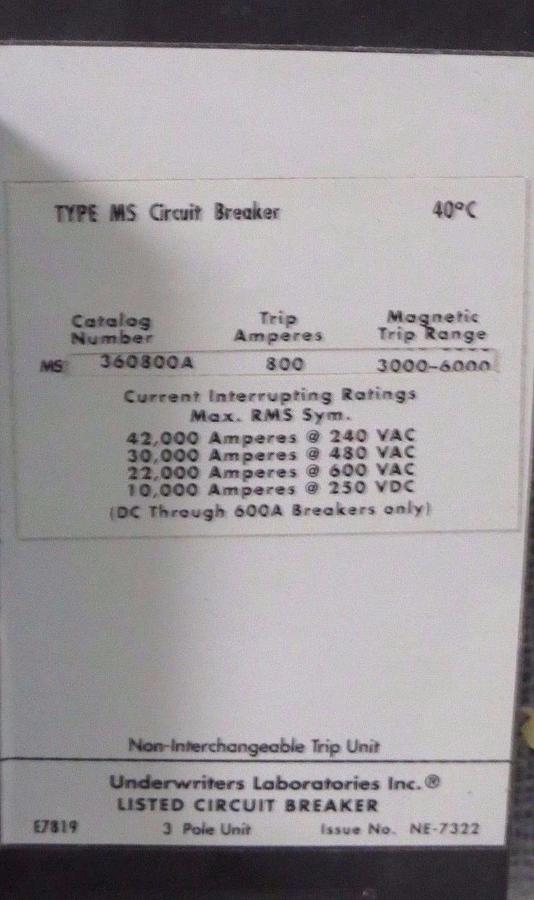 TYPE MS Circuit Breaker 40°C
Catalog Number Trip Amperes Magnetic Trip Range
MS 360800A 800 3000-6000
Current Interrupting Ratings
Max. RMS Sym.
42,000 Amperes @ 240 VAC
30,000 Amperes @ 480 VAC
22,000 Amperes @ 600 VAC
10,000 Amperes @ 250 VDC
(DC Through 600A Breakers only)
Non-Interchangeable Trip Unit
Underwriters Laboratories Inc.®
LISTED CIRCUIT BREAKER
E7819 3 Pole Unit Issue No. NE-7322